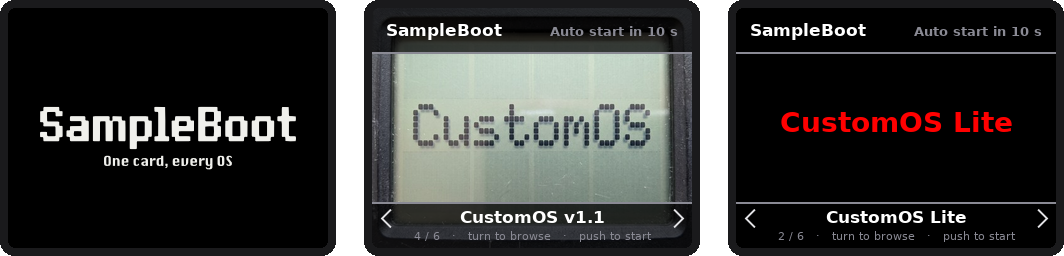 SampleBoot
One card, every OS
SampleBoot Auto start in 10 s
CustomOS
CustomOS v1.1
4 / 6 · turn to browse · push to start
SampleBoot Auto start in 10 s
CustomOS Lite
CustomOS Lite
2 / 6 · turn to browse · push to start